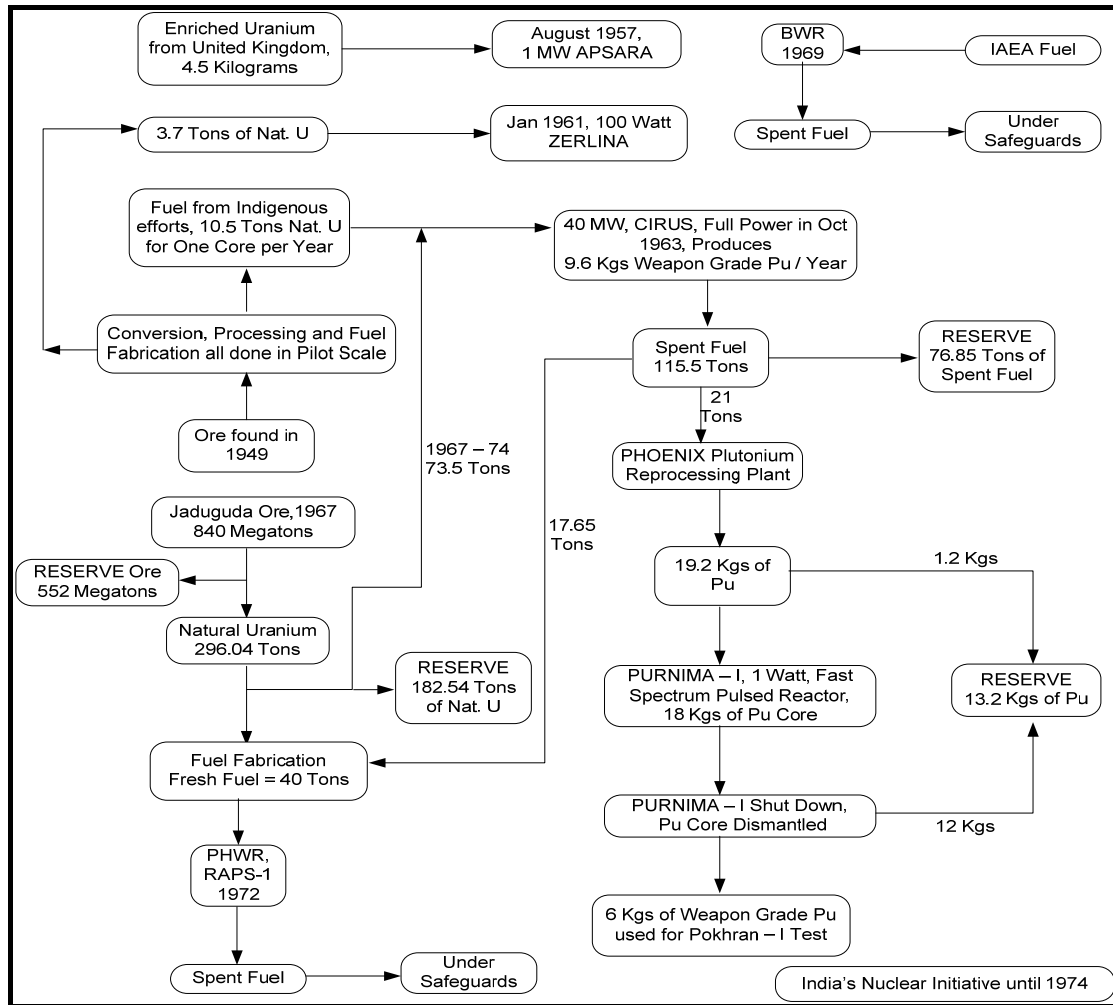 Enriched Uranium
from United Kingdom,
4.5 Kilograms
August 1957,
1 MW APSARA
BWR
1969
IAEA Fuel
3.7 Tons of Nat. U
Jan 1961, 100 Watt
ZERLINA
Spent Fuel
Under
Safeguards
Fuel from Indigenous
efforts, 10.5 Tons Nat. U
for One Core per Year
40 MW, CIRUS, Full Power in Oct
1963, Produces
9.6 Kgs Weapon Grade Pu / Year
Conversion, Processing and Fuel
Fabrication all done in Pilot Scale
Spent Fuel
115.5 Tons
RESERVE
76.85 Tons of
Spent Fuel
21
Tons
Ore found in
1949
1967 – 74
73.5 Tons
PHOENIX Plutonium
Reprocessing Plant
Jaduguda Ore,1967
840 Megatons
17.65
Tons
RESERVE Ore
552 Megatons
19.2 Kgs of
Pu
1.2 Kgs
Natural Uranium
296.04 Tons
RESERVE
182.54 Tons
of Nat. U
PURNIMA – I, 1 Watt, Fast
Spectrum Pulsed Reactor,
18 Kgs of Pu Core
RESERVE
13.2 Kgs of Pu
Fuel Fabrication
Fresh Fuel = 40 Tons
PURNIMA – I Shut Down,
Pu Core Dismantled
12 Kgs
PHWR,
RAPS-1
1972
6 Kgs of Weapon Grade Pu
used for Pokhran – I Test
Spent Fuel
Under
Safeguards
India's Nuclear Initiative until 1974